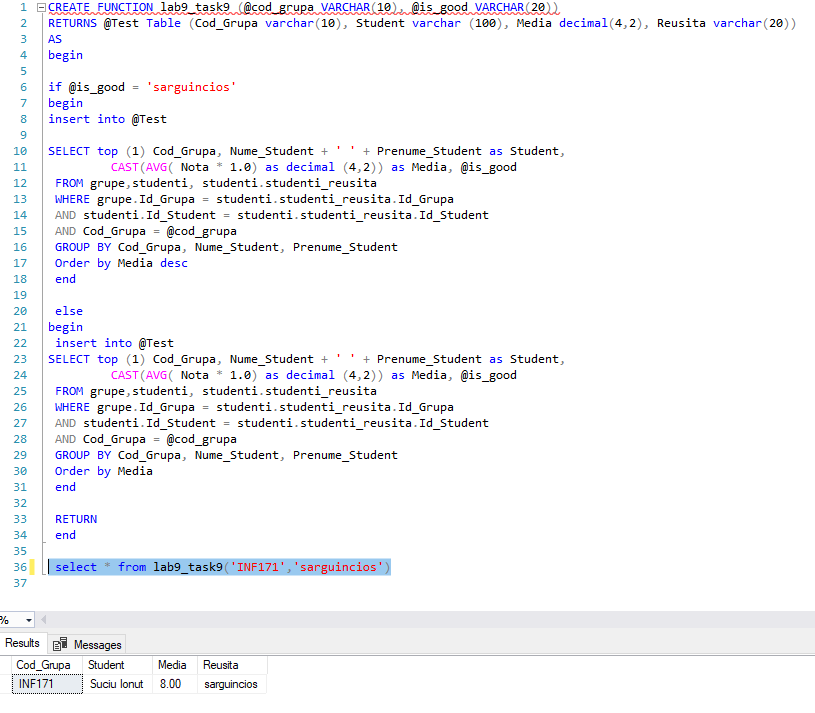 1 CREATE FUNCTION lab9_task9 (@cod_grupa VARCHAR(10), @is_good VARCHAR(20))
2 RETURNS @Test Table (Cod_Grupa varchar(10), Student varchar (100), Media decimal(4,2), Reusita varchar(20))
3 AS
4 begin
5
6 if @is_good = 'sarguincios'
7 begin
8 insert into @Test
9
10 SELECT top (1) Cod_Grupa, Nume_Student + ' ' + Prenume_Student as Student,
11 CAST(AVG( Nota * 1.0) as decimal (4,2)) as Media, @is_good
12 FROM grupe,studenti, studenti.studenti_reusita
13 WHERE grupe.Id_Grupa = studenti.studenti_reusita.Id_Grupa
14 AND studenti.Id_Student = studenti.studenti_reusita.Id_Student
15 AND Cod_Grupa = @cod_grupa
16 GROUP BY Cod_Grupa, Nume_Student, Prenume_Student
17 Order by Media desc
18 end
19
20 else
21 begin
22 insert into @Test
23 SELECT top (1) Cod_Grupa, Nume_Student + ' ' + Prenume_Student as Student,
24 CAST(AVG( Nota * 1.0) as decimal (4,2)) as Media, @is_good
25 FROM grupe,studenti, studenti.studenti_reusita
26 WHERE grupe.Id_Grupa = studenti.studenti_reusita.Id_Grupa
27 AND studenti.Id_Student = studenti.studenti_reusita.Id_Student
28 AND Cod_Grupa = @cod_grupa
29 GROUP BY Cod_Grupa, Nume_Student, Prenume_Student
30 Order by Media
31 end
32
33 RETURN
34 end
35
36 select * from lab9_task9('INF171','sarguincios')
37
%
Results Messages
Cod_Grupa Student Media Reusita
INF171 Suciu Ionut 8.00 sarguincios